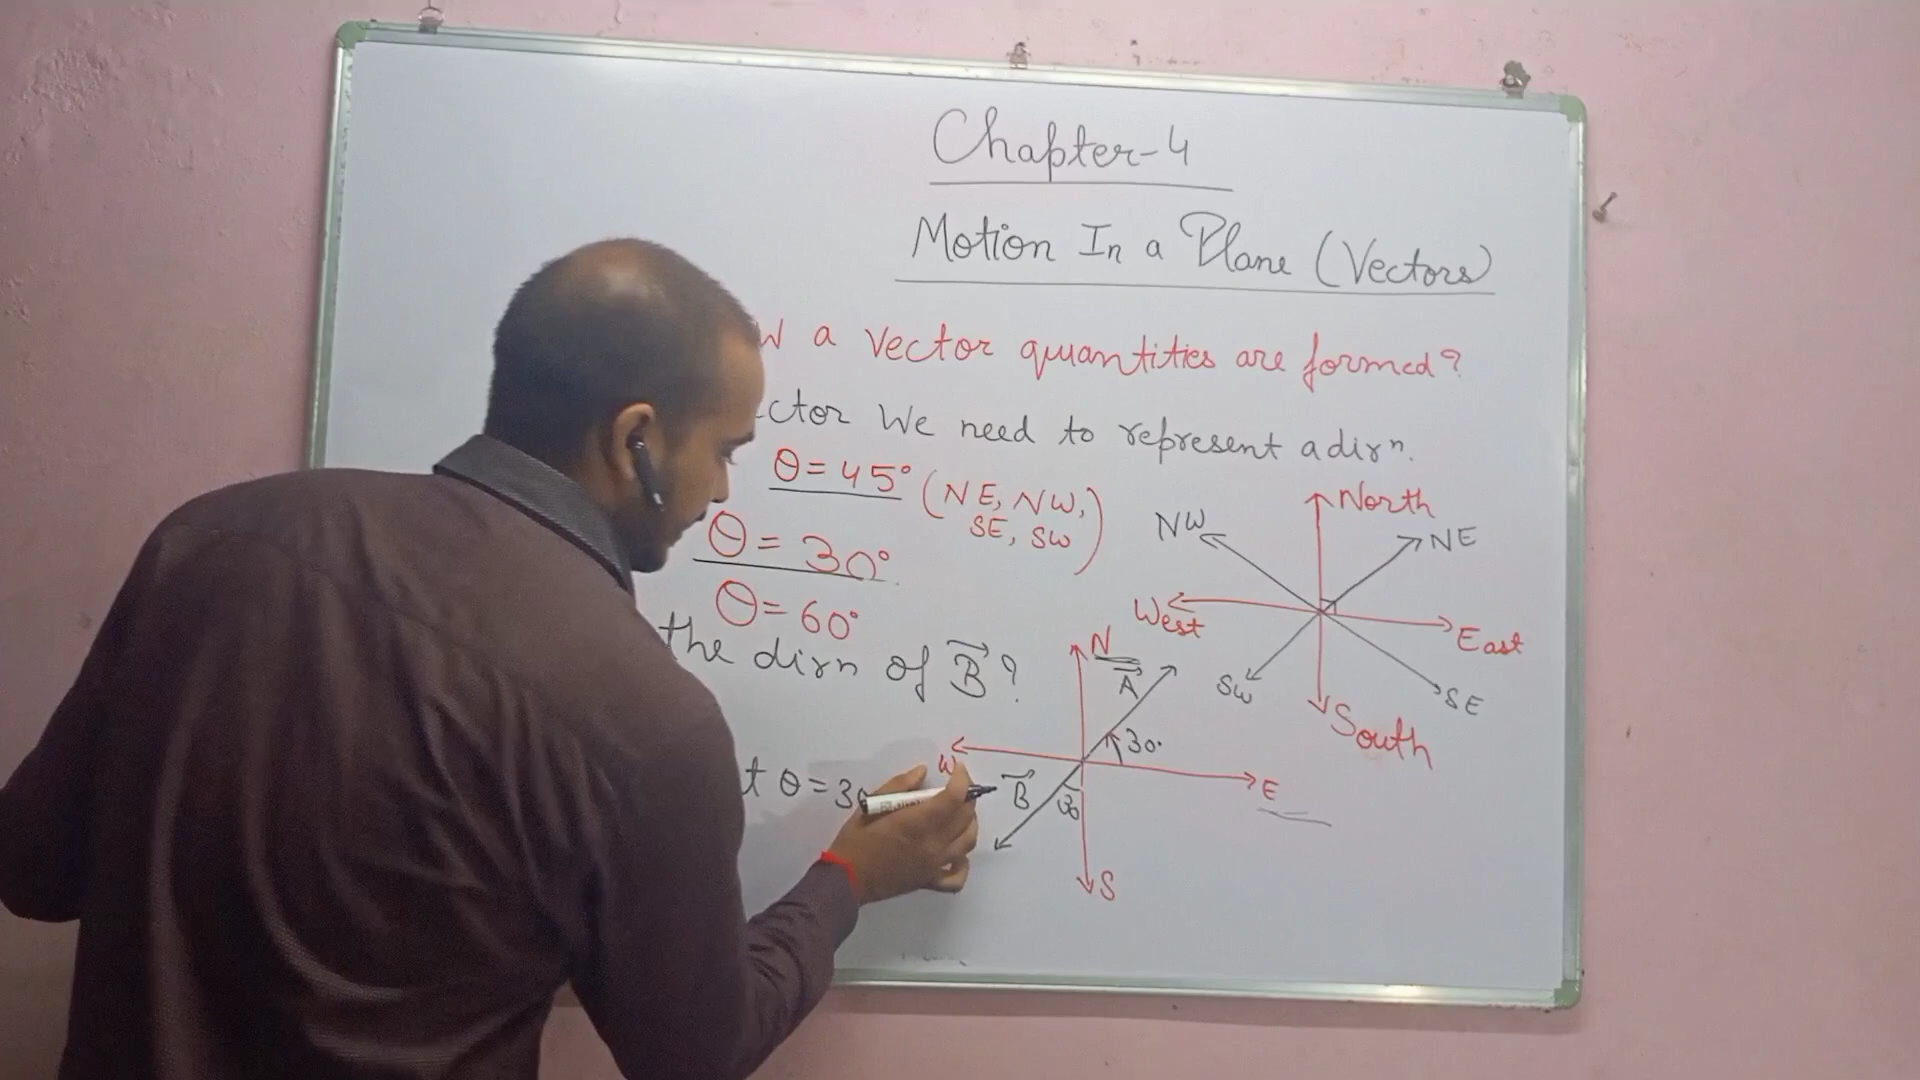 Chapter-4
Motion In a Plane (Vectors)
W a Vector quantities are formed?
ctor We need to represent a dirn.
θ = 45° (NE, NW,
SE, SW)
θ = 30°
θ = 60°
the dirn of B?
t θ = 30
North
NW
NE
West
East
SW
SE
South
N
A
30°
W
E
B
S